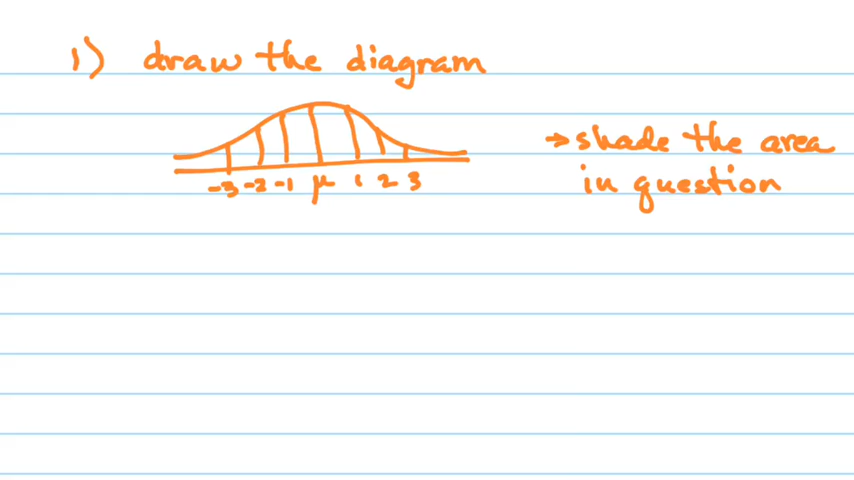 1) draw the diagram
→ shade the area
in question
-3 -2 -1 μ 1 2 3